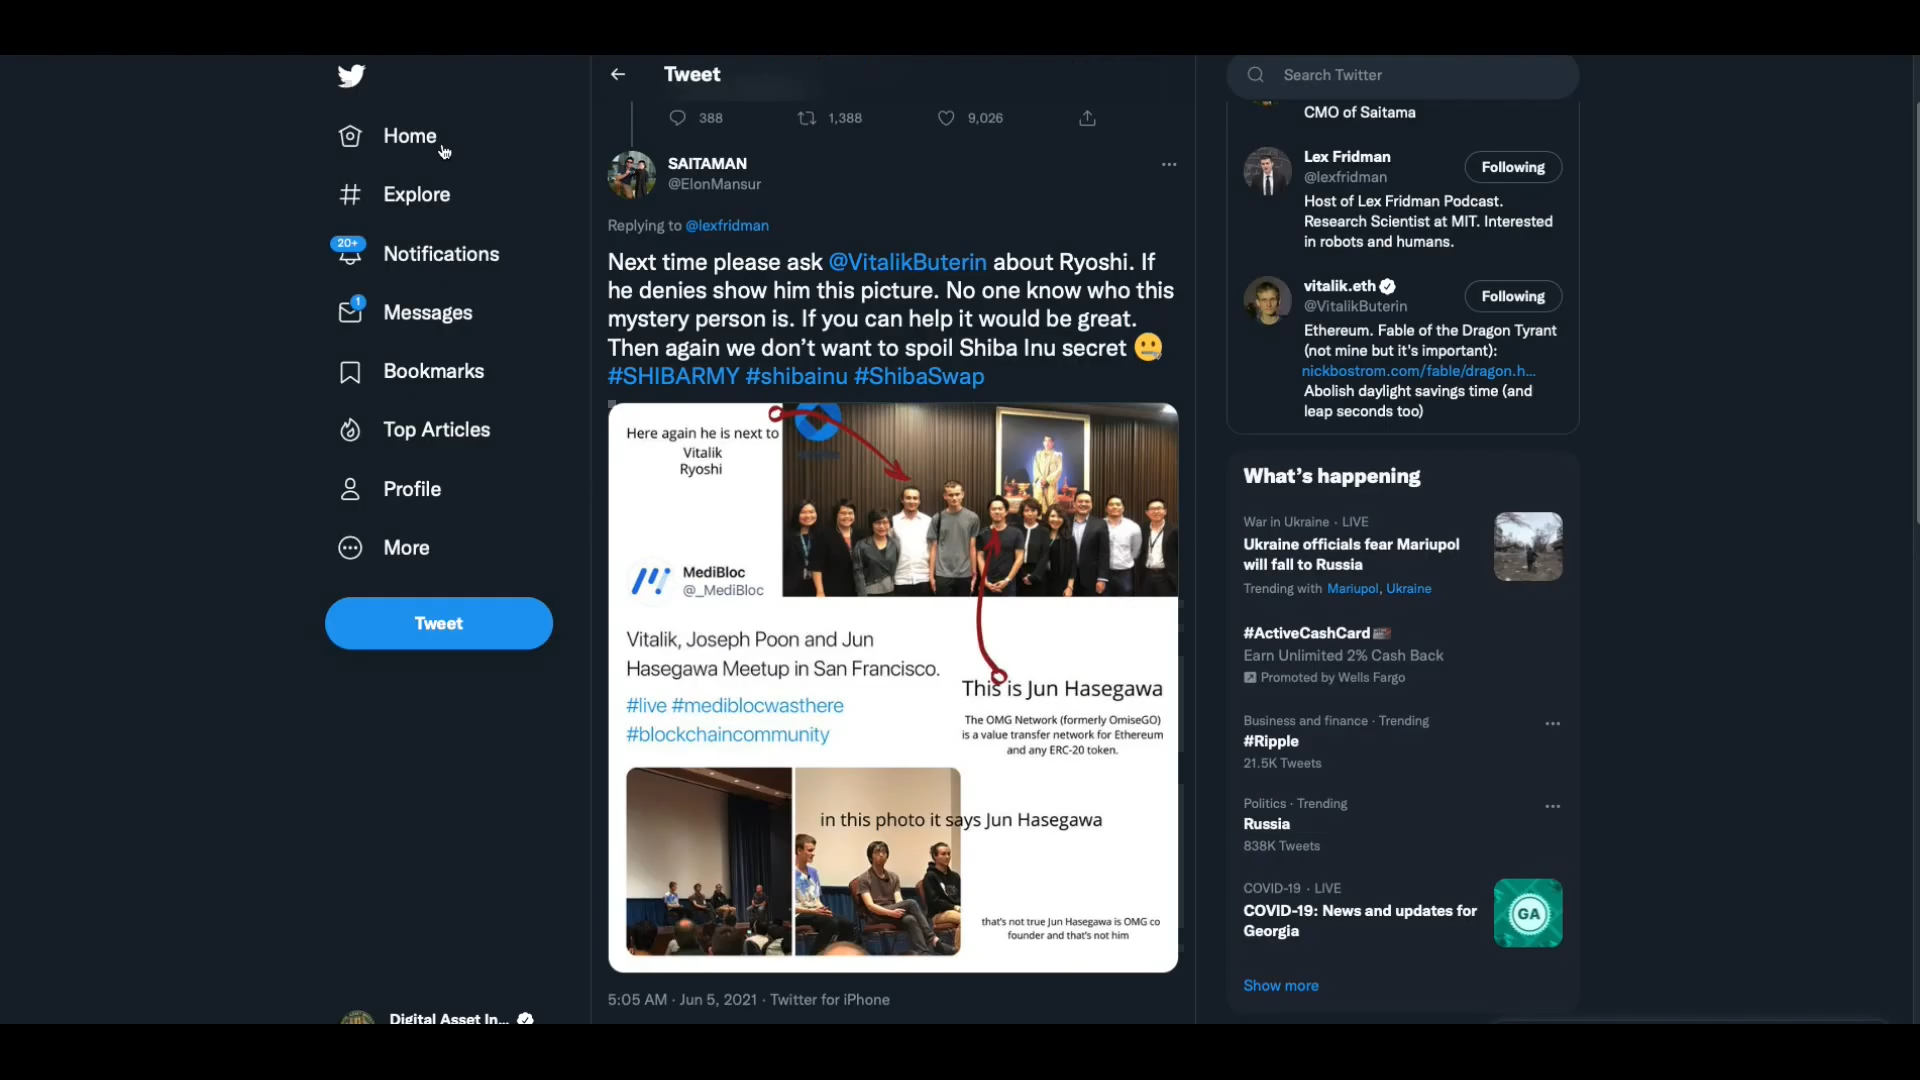 Home
Explore
20+
Notifications
1
Messages
Bookmarks
Top Articles
Profile
More
Tweet
Digital Asset In...
Tweet
388
1,388
9,026
SAITAMAN
@ElonMansur
Replying to @lexfridman
Next time please ask @VitalikButerin about Ryoshi. If
he denies show him this picture. No one know who this
mystery person is. If you can help it would be great.
Then again we don’t want to spoil Shiba Inu secret
#SHIBARMY #shibainu #ShibaSwap
Here again he is next to
Vitalik
Ryoshi
MediBloc
@_MediBloc
Vitalik, Joseph Poon and Jun
Hasegawa Meetup in San Francisco.
#live #mediblocwasthere
#blockchaincommunity
This is Jun Hasegawa
The OMG Network (formerly OmiseGO)
is a value transfer network for Ethereum
and any ERC-20 token.
in this photo it says Jun Hasegawa
that's not true Jun Hasegawa is OMG co
founder and that's not him
5:05 AM · Jun 5, 2021 · Twitter for iPhone
Search Twitter
CMO of Saitama
Lex Fridman
@lexfridman
Following
Host of Lex Fridman Podcast.
Research Scientist at MIT. Interested
in robots and humans.
vitalik.eth
@VitalikButerin
Following
Ethereum. Fable of the Dragon Tyrant
(not mine but it's important):
nickbostrom.com/fable/dragon.h...
Abolish daylight savings time (and
leap seconds too)
What’s happening
War in Ukraine · LIVE
Ukraine officials fear Mariupol
will fall to Russia
Trending with Mariupol, Ukraine
#ActiveCashCard
Earn Unlimited 2% Cash Back
Promoted by Wells Fargo
Business and finance · Trending
#Ripple
21.5K Tweets
Politics · Trending
Russia
838K Tweets
COVID-19 · LIVE
COVID-19: News and updates for
Georgia
GA
Show more